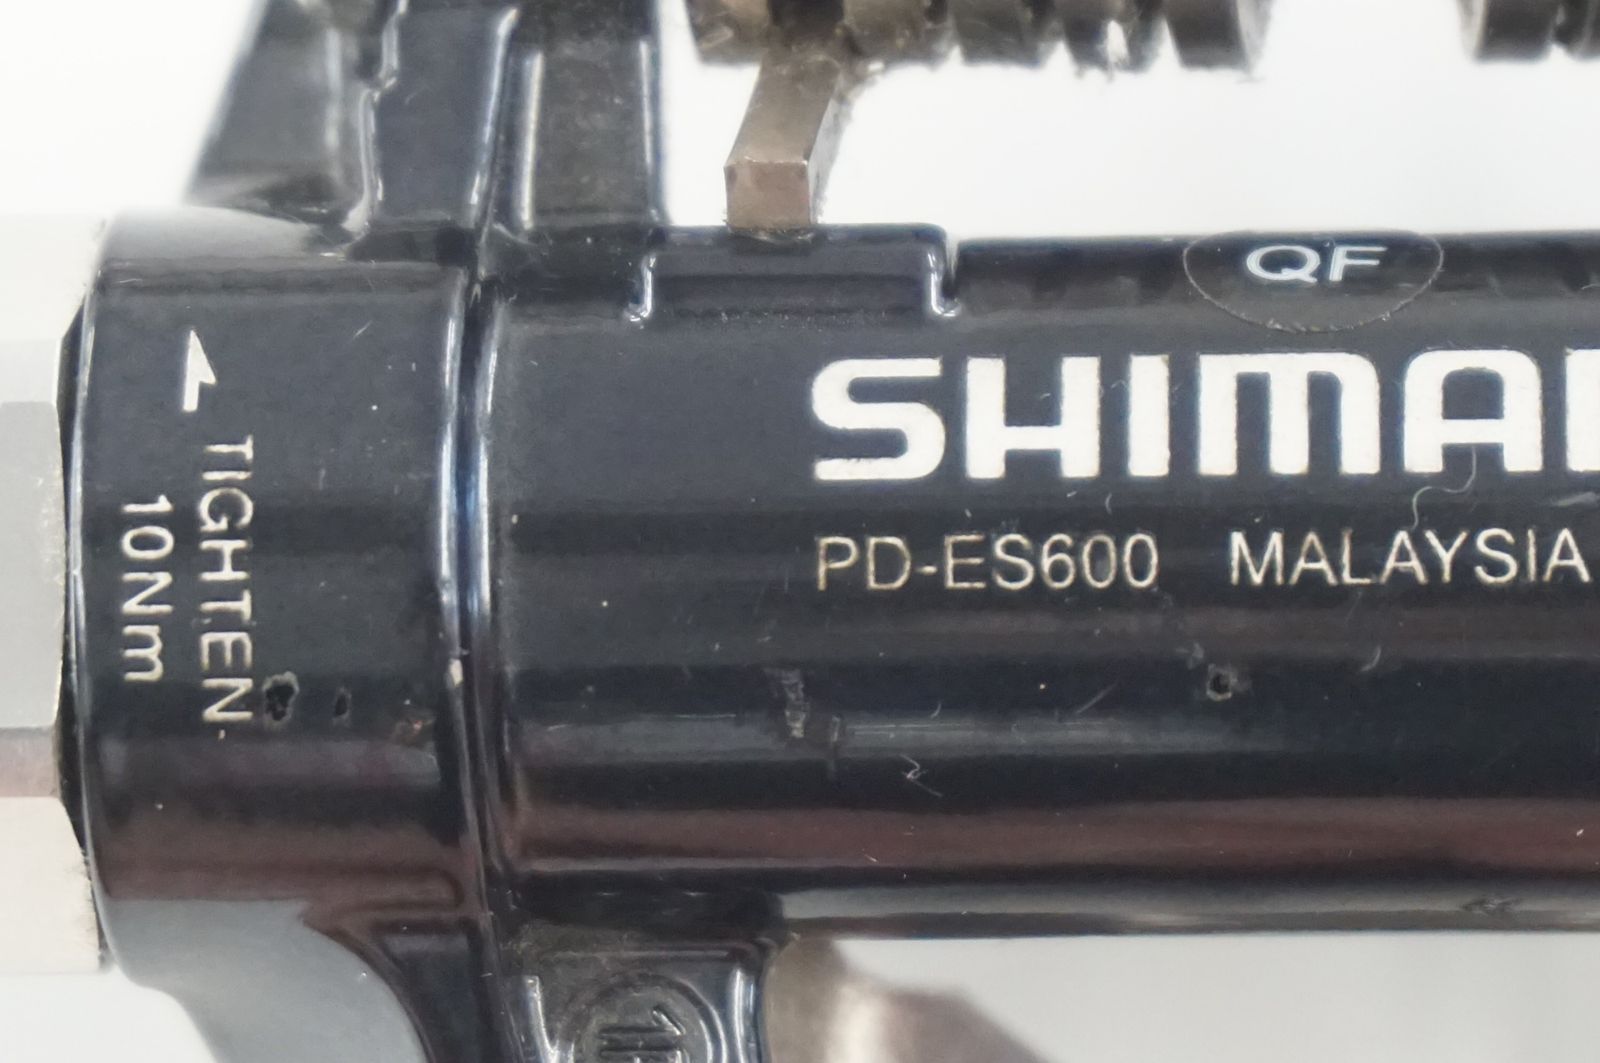 QF
SHIMA
PD-ES600 MALAYSIA
TIGHTEN
10Nm